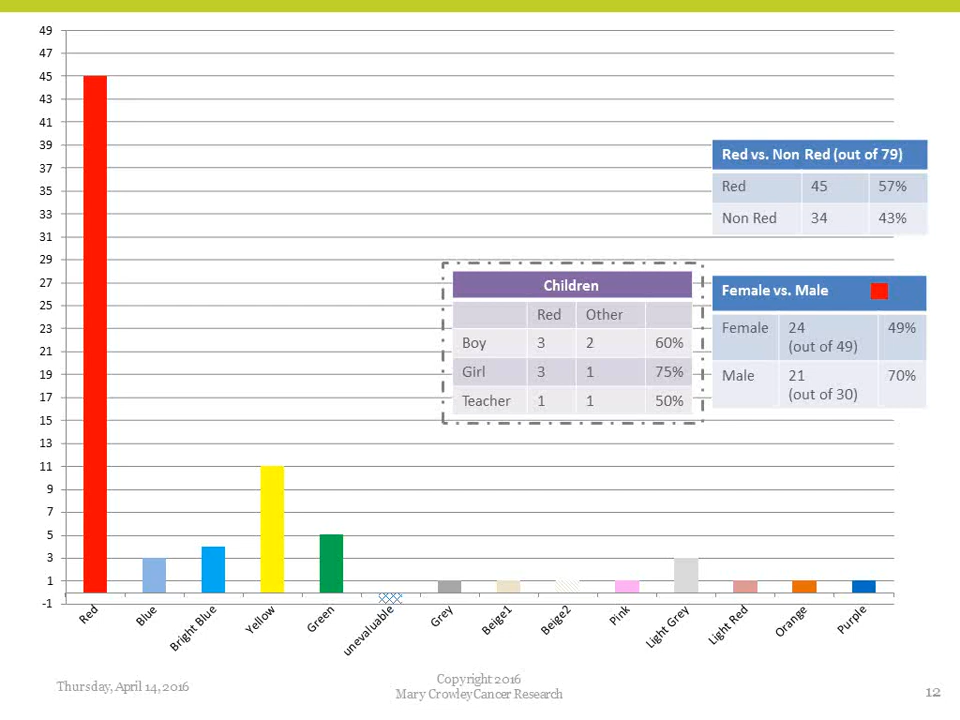 49
47
45
43
41
39
37
35
33
31
29
27
25
23
21
19
17
15
13
11
9
7
5
3
1
-1
Red
Blue
Bright Blue
Yellow
Green
unevaluable
Grey
Beige1
Beige2
Pink
Light Grey
Light Red
Orange
Purple
Red vs. Non Red (out of 79)
Red 45 57%
Non Red 34 43%
Children
Red Other
Boy 3 2 60%
Girl 3 1 75%
Teacher 1 1 50%
Female vs. Male
Female 24 49%
(out of 49)
Male 21 70%
(out of 30)
Thursday, April 14, 2016
Copyright 2016
Mary CrowleyCancer Research
12